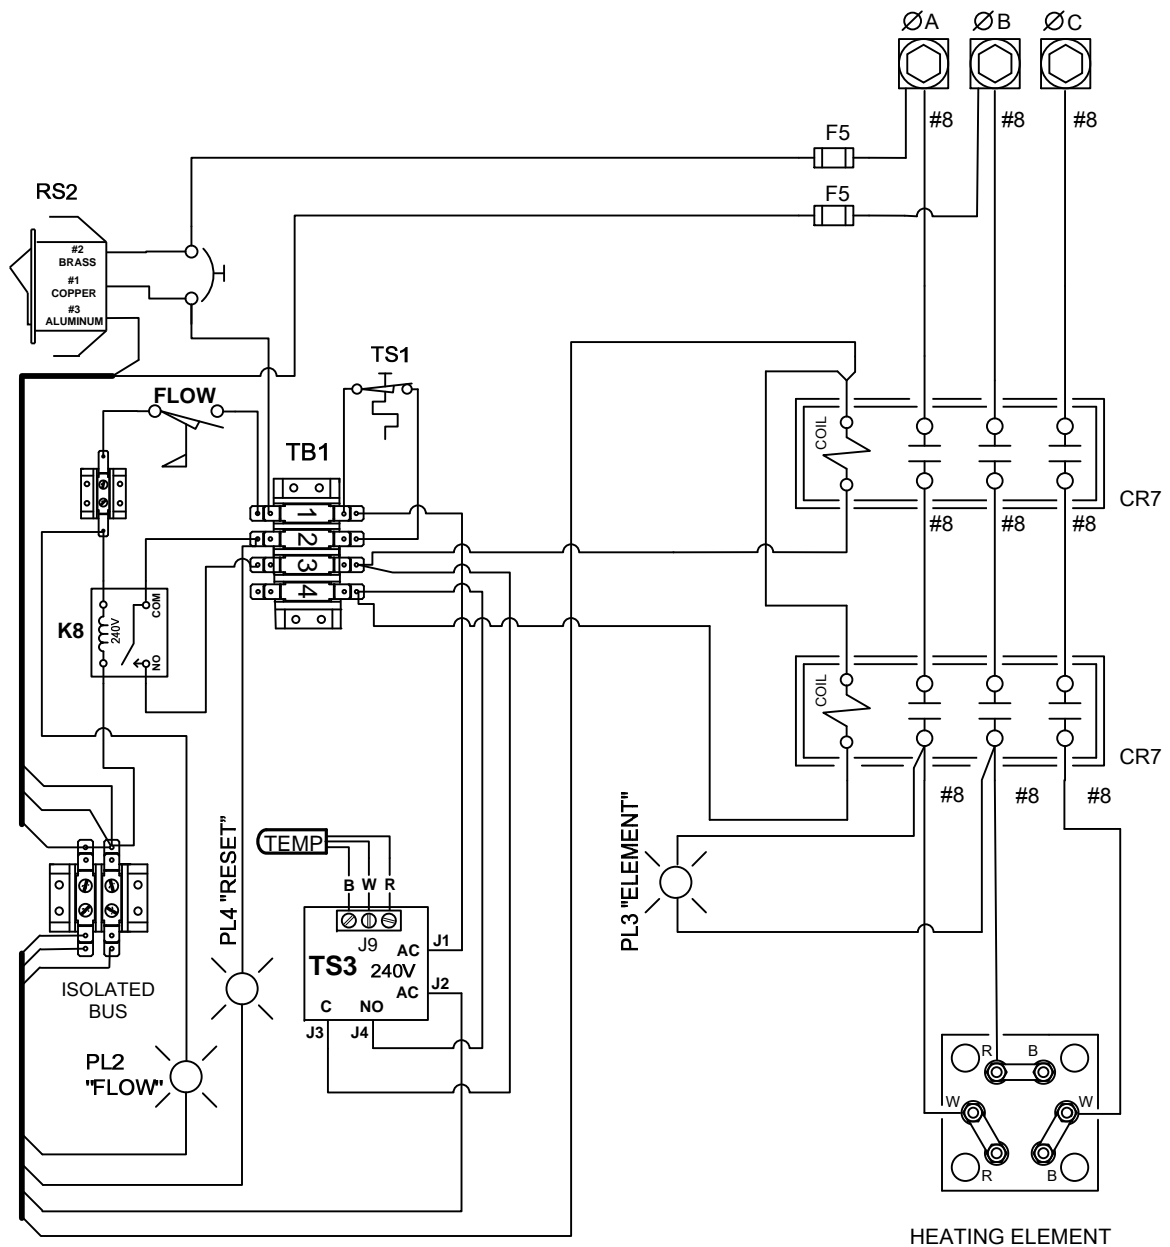 ØA
ØB
ØC
#8
#8
#8
F5
F5
RS2
#2
BRASS
#1
COPPER
#3
ALUMINUM
TS1
FLOW
TB1
COIL
CR7
1
2
3
4
#8
#8
#8
K8
240V
COM
NO
COIL
CR7
#8
#8
#8
PL4 "RESET"
PL3 "ELEMENT"
TEMP
B
W
R
J9
TS3
240V
AC
J1
AC
J2
C
NO
J3
J4
ISOLATED
BUS
PL2
"FLOW"
R
B
W
W
R
B
HEATING ELEMENT